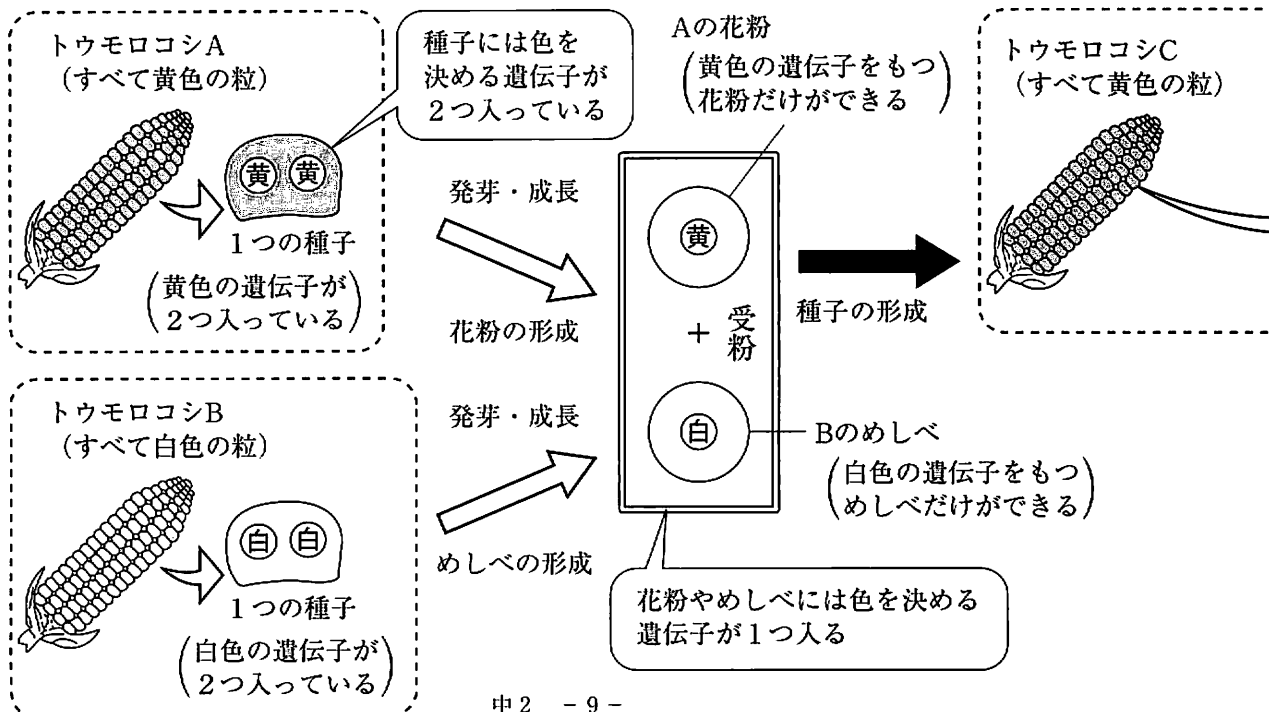 トウモロコシA
(すべて黄色の粒)
種子には色を
決める遺伝子が
2つ入っている
黄 黄
1つの種子
(黄色の遺伝子が
2つ入っている)
発芽・成長
花粉の形成
Aの花粉
(黄色の遺伝子をもつ
花粉だけができる)
黄
+
受粉
白
種子の形成
トウモロコシC
(すべて黄色の粒)
トウモロコシB
(すべて白色の粒)
白 白
1つの種子
(白色の遺伝子が
2つ入っている)
発芽・成長
めしべの形成
Bのめしべ
(白色の遺伝子をもつ
めしべだけができる)
花粉やめしべには色を決める
遺伝子が1つ入る
中2 -9-